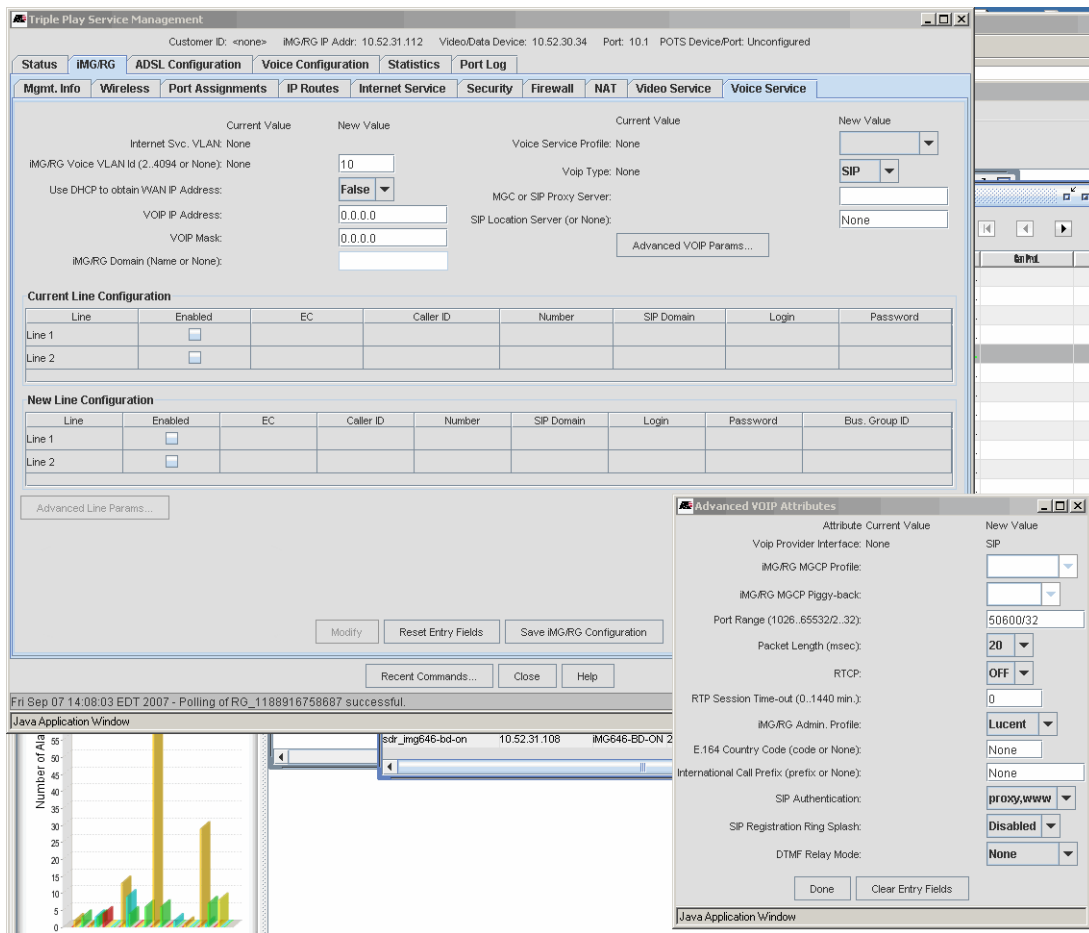 Triple Play Service Management
Customer ID: <none> iMG/RG IP Addr: 10.52.31.112 Video/Data Device: 10.52.30.34 Port: 10.1 POTS Device/Port: Unconfigured
Status iMG/RG ADSL Configuration Voice Configuration Statistics Port Log
Mgmt. Info Wireless Port Assignments IP Routes Internet Service Security Firewall NAT Video Service Voice Service
Current Value New Value
Internet Svc. VLAN: None
iMG/RG Voice VLAN Id (2..4094 or None): None 10
Use DHCP to obtain WAN IP Address: False
VOIP IP Address: 0.0.0.0
VOIP Mask: 0.0.0.0
iMG/RG Domain (Name or None):
Current Value New Value
Voice Service Profile: None
Voip Type: None SIP
MGC or SIP Proxy Server:
SIP Location Server (or None): None
Advanced VOIP Params...
Current Line Configuration
Line Enabled EC Caller ID Number SIP Domain Login Password
Line 1
Line 2
New Line Configuration
Line Enabled EC Caller ID Number SIP Domain Login Password Bus. Group ID
Line 1
Line 2
Advanced Line Params...
Modify Reset Entry Fields Save iMG/RG Configuration
Recent Commands... Close Help
Fri Sep 07 14:08:03 EDT 2007 - Polling of RG_1188916758687 successful.
Java Application Window
sdr_img646-bd-on 10.52.31.108 iMG646-BD-ON 2
Number of Ala
55
50
45
40
35
30
25
20
15
10
5
0
Advanced VOIP Attributes
Attribute Current Value New Value
Voip Provider Interface: None SIP
iMG/RG MGCP Profile:
iMG/RG MGCP Piggy-back:
Port Range (1026..65532/2..32): 50600/32
Packet Length (msec): 20
RTCP: OFF
RTP Session Time-out (0..1440 min.): 0
iMG/RG Admin. Profile: Lucent
E.164 Country Code (code or None): None
International Call Prefix (prefix or None): None
SIP Authentication: proxy,www
SIP Registration Ring Splash: Disabled
DTMF Relay Mode: None
Done Clear Entry Fields
Java Application Window